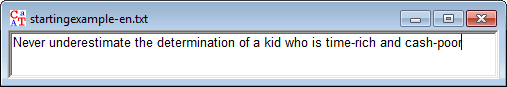 startingexample-en.txt
Never underestimate the determination of a kid who is time-rich and cash-poor